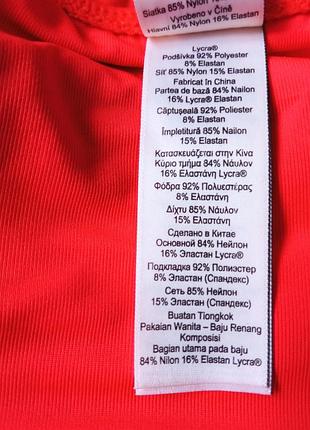 Siatka 85% Nylon 15% Elastan
Vyrobeno v Číně
Hlavní 84% Nylon 16% Elastan
Lycra®
Podšívka 92% Polyester
8% Elastan
Síť 85% Nylon 15% Elastan
Fabricat în China
Partea de bază 84% Nailon
16% Elastan Lycra®
Căptușeală 92% Poliester
8% Elastan
Împletitură 85% Nailon
15% Elastan
Κατασκευάζεται στην Κίνα
Κύριο τμήμα 84% Νάυλον
16% Ελαστάνη Lycra®
Φόδρα 92% Πολυεστέρας
8% Ελαστάνη
Δίχτυ 85% Νάυλον
15% Ελαστάνη
Сделано в Китае
Основной 84% Нейлон
16% Эластан Lycra®
Подкладка 92% Полиэстер
8% Эластан (Спандекс)
Сеть 85% Нейлон
15% Эластан (Спандекс)
Buatan Tiongkok
Pakaian Wanita – Baju Renang
Komposisi
Bagian utama pada baju
84% Nilon 16% Elastan Lycra®